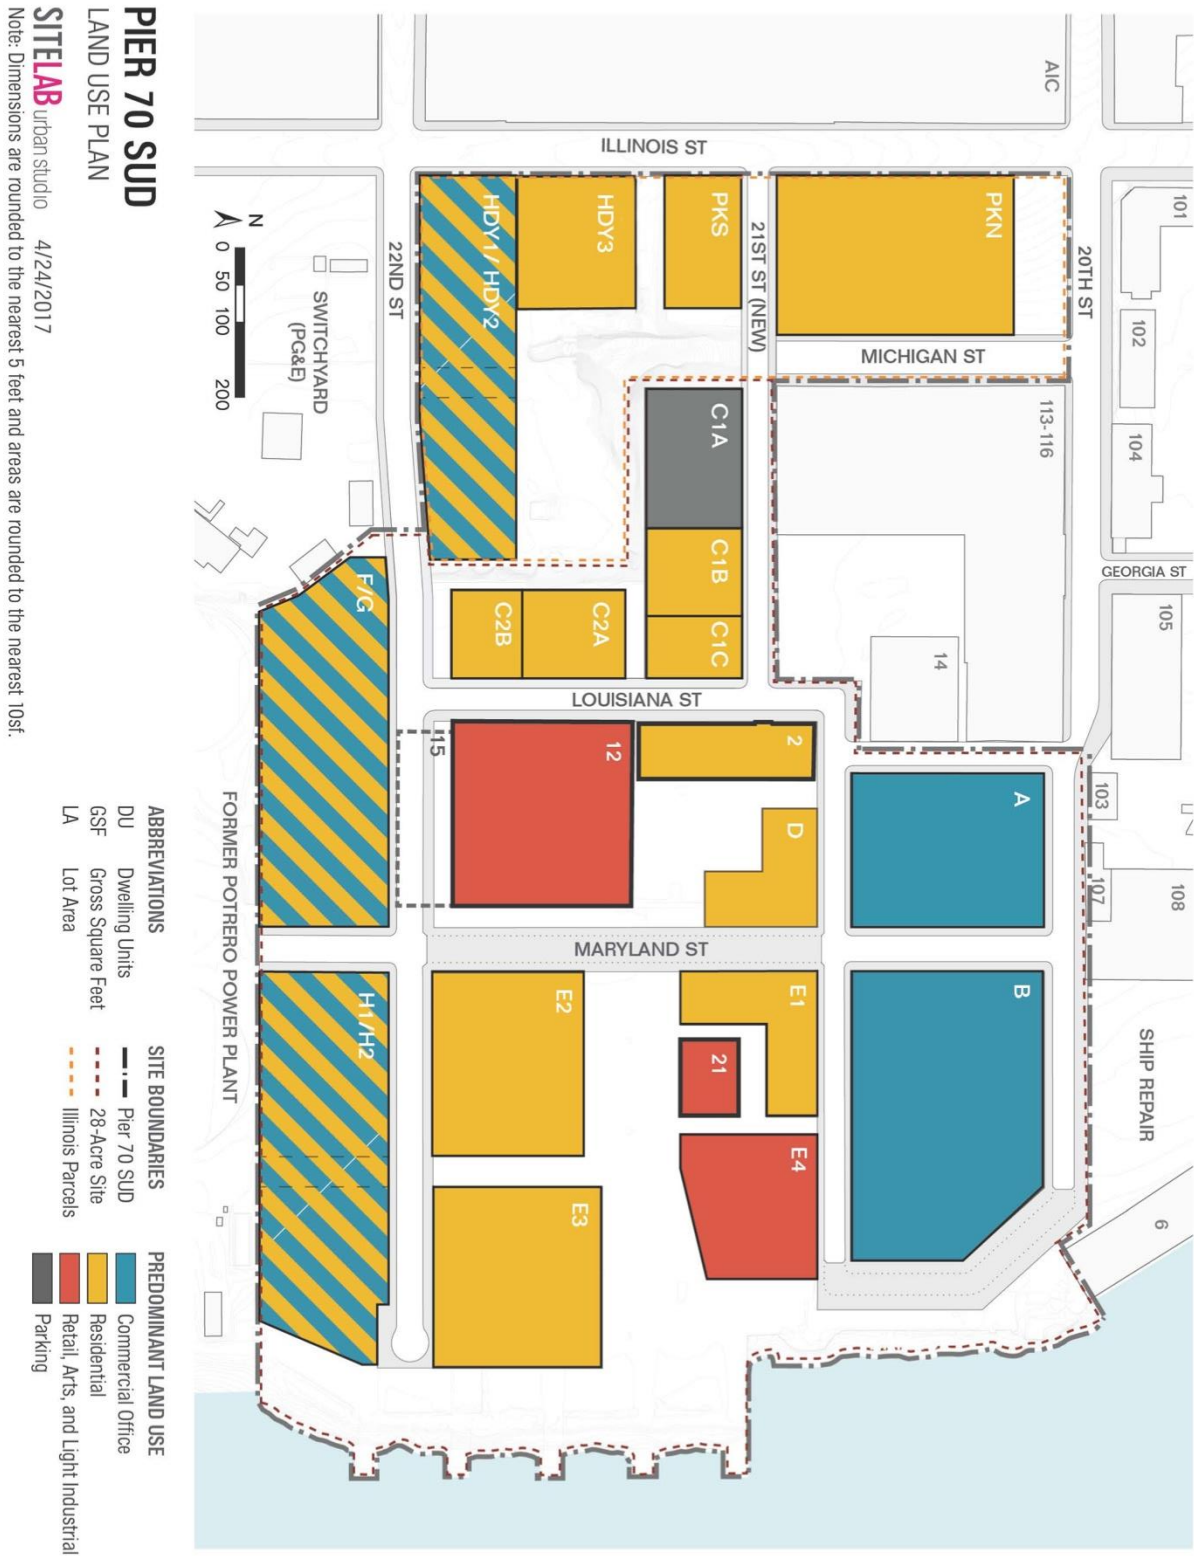 PIER 70 SUD
LAND USE PLAN
SITELAB urban studio 4/24/2017
Note: Dimensions are rounded to the nearest 5 feet and areas are rounded to the nearest 10sf.
AIC
ILLINOIS ST
101
PKN
PKS
HDY3
HDY1/ HDY2
20TH ST
21ST ST (NEW)
22ND ST
N
0 50 100 200
SWITCHYARD
(PG&E)
102
MICHIGAN ST
104
113-116
C1A
C1B
C1C
C2A
C2B
GEORGIA ST
105
14
F/G
LOUISIANA ST
15
12
2
D
A
103
107
108
MARYLAND ST
FORMER POTRERO POWER PLANT
H1/H2
E2
E1
21
B
SHIP REPAIR
E3
E4
6
ABBREVIATIONS
DU Dwelling Units
GSF Gross Square Feet
LA Lot Area
SITE BOUNDARIES
Pier 70 SUD
28-Acre Site
Illinois Parcels
PREDOMINANT LAND USE
Commercial Office
Residential
Retail, Arts, and Light Industrial
Parking